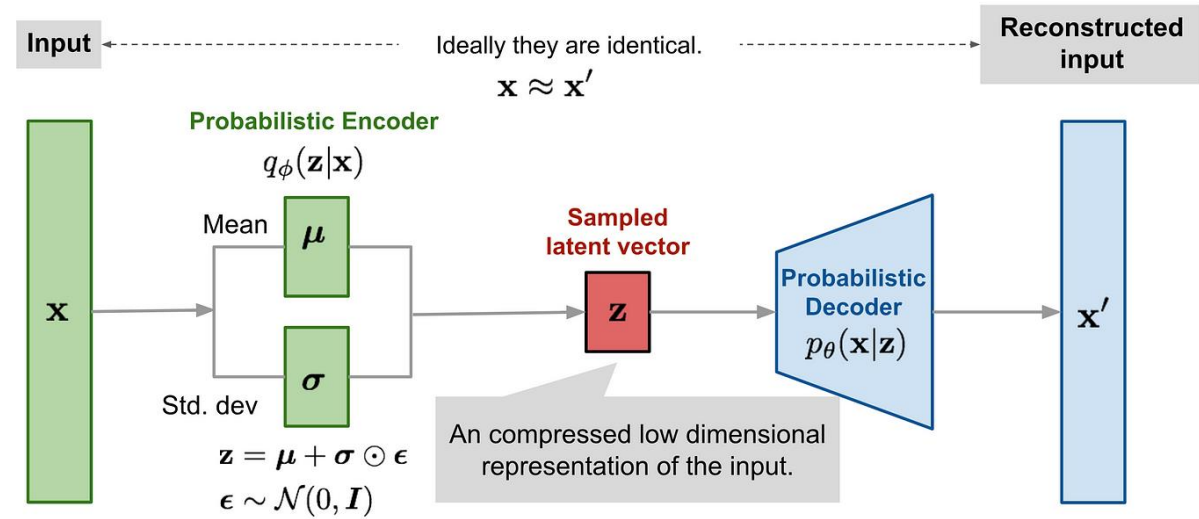 Input
Ideally they are identical.
x ≈ x′
Reconstructed
input
Probabilistic Encoder
qϕ(z|x)
Mean
μ
x
σ
Std. dev
z = μ + σ ⊙ ϵ
ϵ ∼ 𝒩(0, I)
Sampled
latent vector
z
An compressed low dimensional
representation of the input.
Probabilistic
Decoder
pθ(x|z)
x′